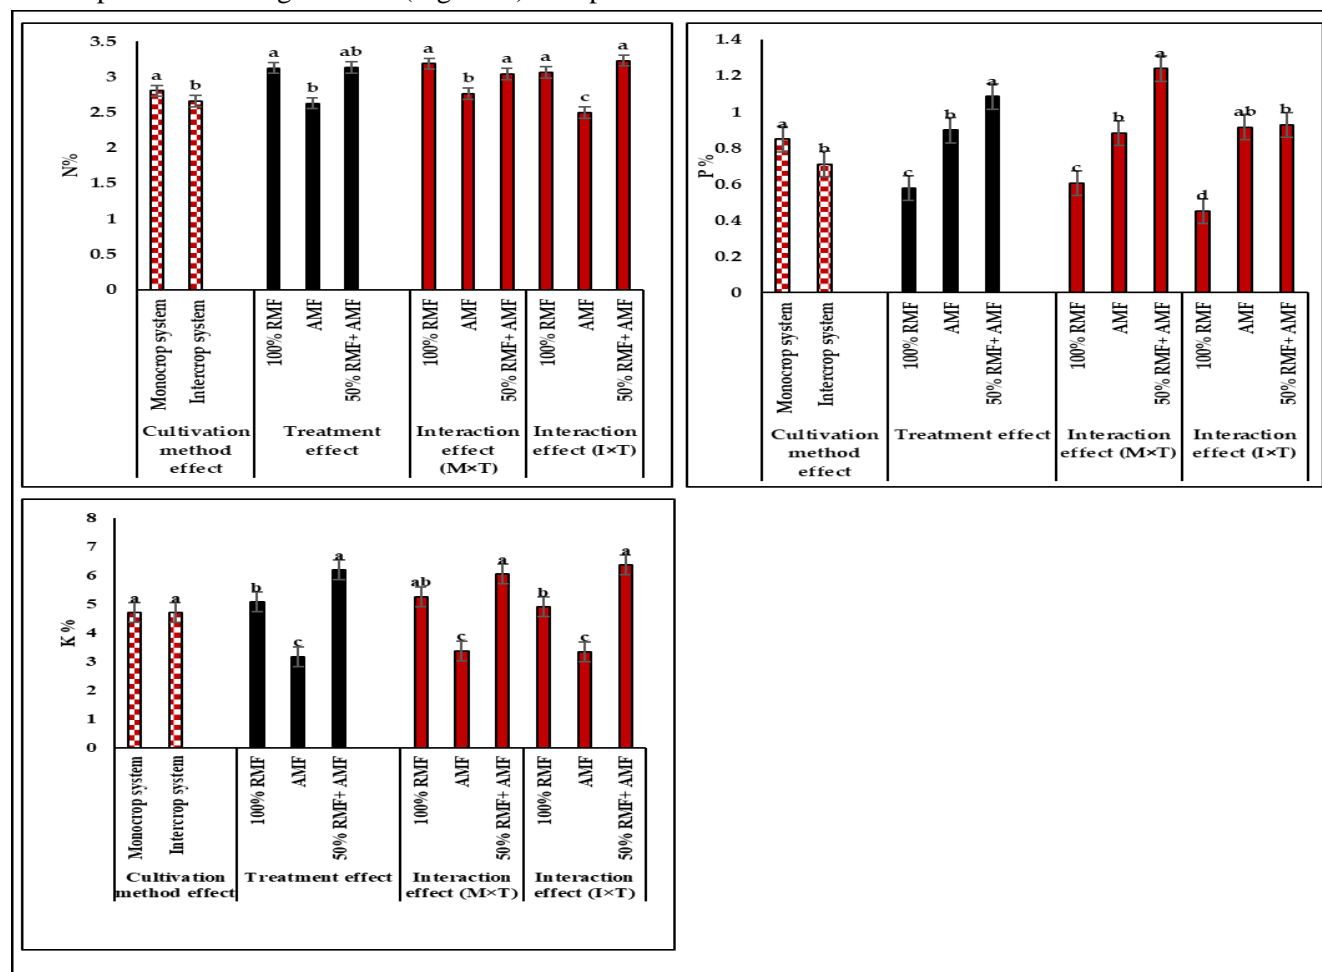 3.5
3
2.5
2
1.5
1
0.5
0
N%
a
b
a
b
ab
a
b
a
a
c
a
Monocrop system
Intercrop system
100% RMF
AMF
50% RMF+ AMF
100% RMF
AMF
50% RMF+ AMF
100% RMF
AMF
50% RMF+ AMF
Cultivation
method
effect
Treatment
effect
Interaction
effect
(M×T)
Interaction
effect (I×T)
1.4
1.2
1
0.8
0.6
0.4
0.2
0
P%
a
b
c
b
a
c
b
a
d
ab
b
Monocrop system
Intercrop system
100% RMF
AMF
50% RMF+ AMF
100% RMF
AMF
50% RMF+ AMF
100% RMF
AMF
50% RMF+ AMF
Cultivation
method
effect
Treatment effect
Interaction
effect (M×T)
Interaction
effect (I×T)
8
7
6
5
4
3
2
1
0
K %
a
a
b
c
a
ab
c
a
b
c
a
Monocrop system
Intercrop system
100% RMF
AMF
50% RMF+ AMF
100% RMF
AMF
50% RMF+ AMF
100% RMF
AMF
50% RMF+ AMF
Cultivation
method effect
Treatment effect
Interaction
effect (M×T)
Interaction
effect (I×T)